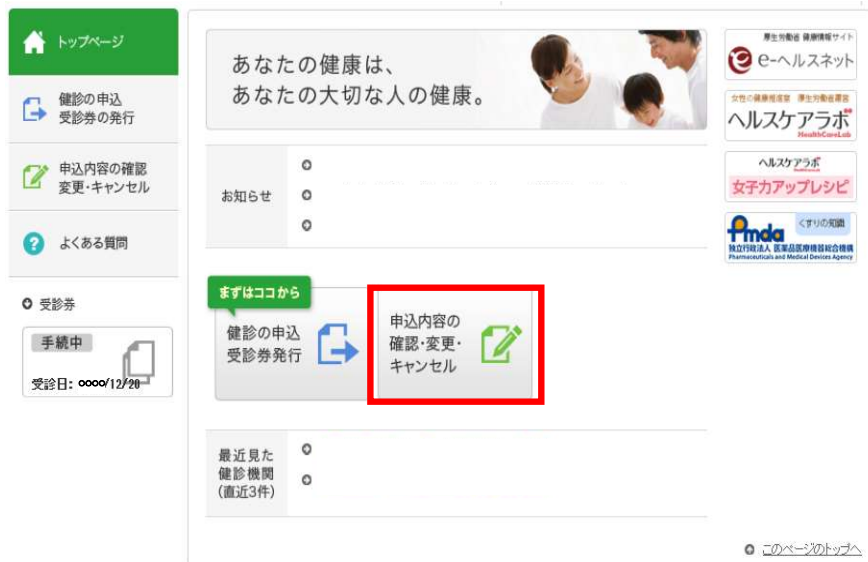 トップページ
健診の申込
受診券の発行
申込内容の確認
変更・キャンセル
よくある質問
受診券
手続中
受診日：oooo/12/20
あなたの健康は、
あなたの大切な人の健康。
お知らせ
まずはココから
健診の申込
受診券発行
申込内容の
確認・変更・
キャンセル
最近見た
健診機関
(直近3件)
厚生労働省 健康情報サイト
e-ヘルスネット
女性の健康推進室 厚生労働省運営
ヘルスケアラボ
HealthCareLab
ヘルスケアラボ
女子力アップレシピ
Pmda
くすりの知識
独立行政法人 医薬品医療機器総合機構
Pharmaceuticals and Medical Devices Agency
このページのトップへ